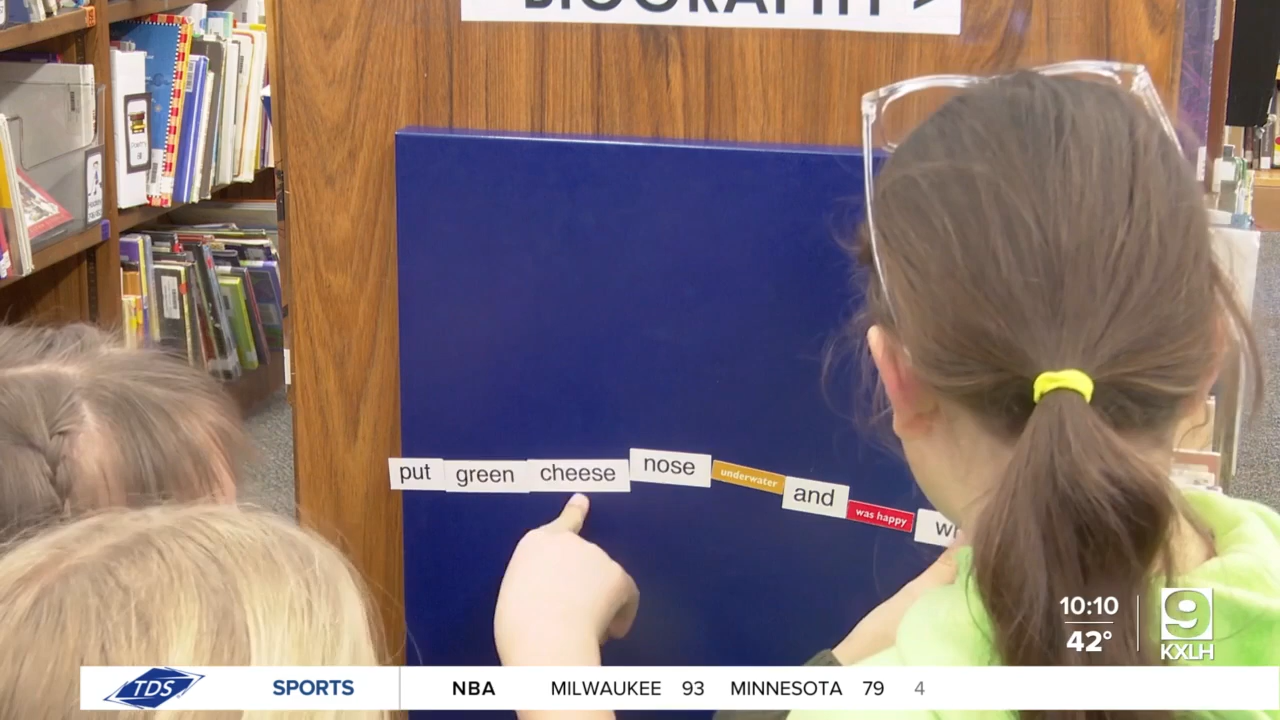 BIOGRAPHY >
put green cheese nose underwater and was happy
10:10
42°
9
KXLH
TDS SPORTS NBA MILWAUKEE 93 MINNESOTA 79 4